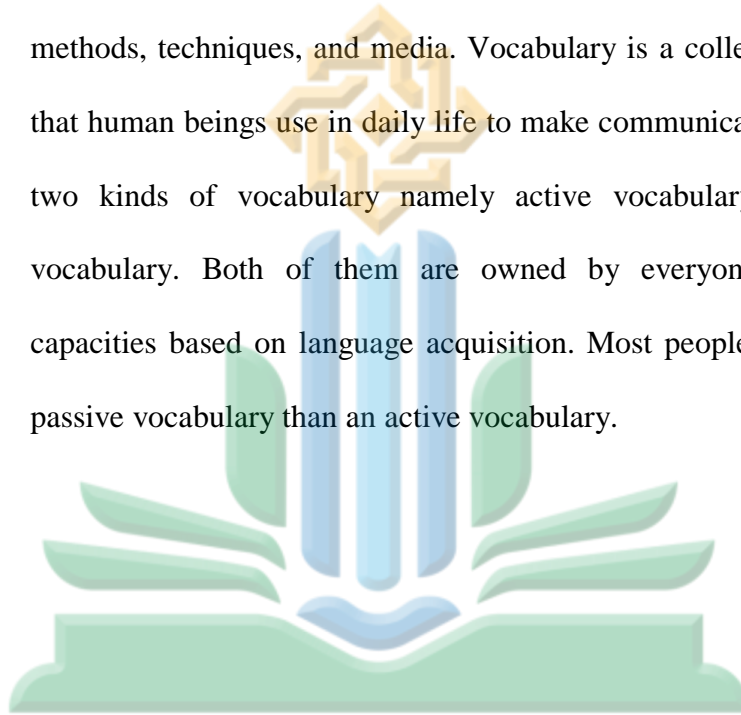 methods, techniques, and media. Vocabulary is a colle
that human beings use in daily life to make communica
two kinds of vocabulary namely active vocabulary
vocabulary. Both of them are owned by everyon
capacities based on language acquisition. Most people
passive vocabulary than an active vocabulary.